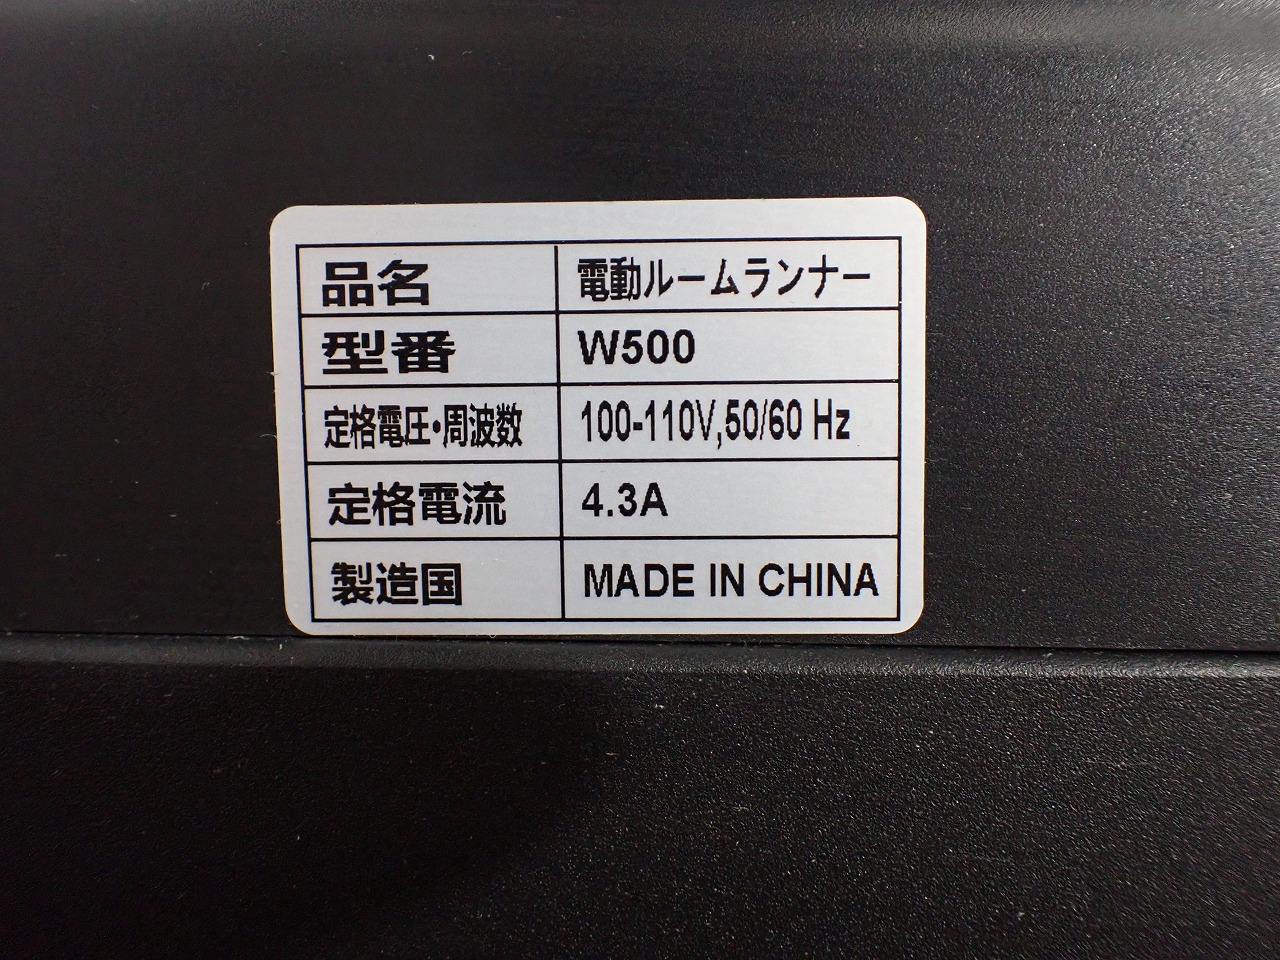 品名 電動ルームランナー
型番 W500
定格電圧・周波数 100-110V,50/60 Hz
定格電流 4.3A
製造国 MADE IN CHINA